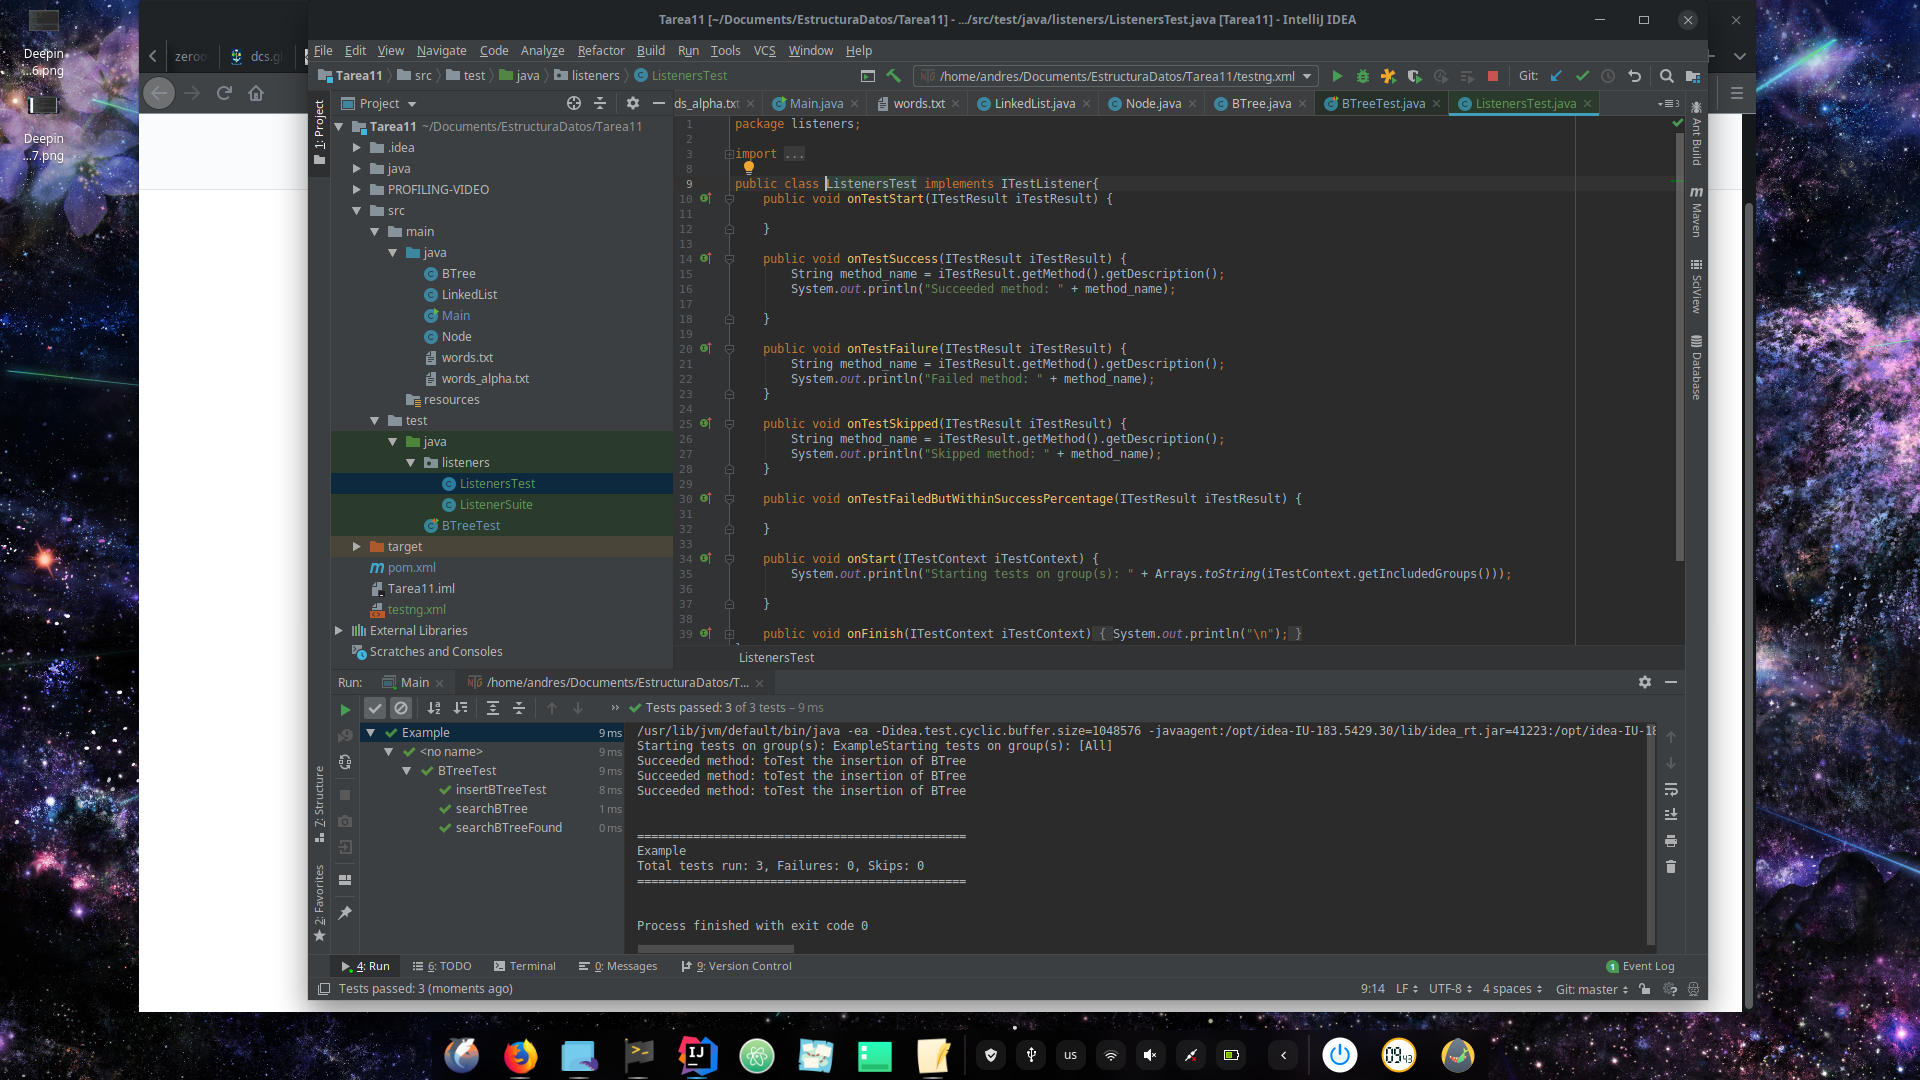 Deepin
...6.png
Deepin
...7.png
zeroo
dcs.g
Tarea11 [~/Documents/EstructuraDatos/Tarea11] - .../src/test/java/listeners/ListenersTest.java [Tarea11] - IntelliJ IDEA
File Edit View Navigate Code Analyze Refactor Build Run Tools VCS Window Help
Tarea11 src test java listeners ListenersTest
/home/andres/Documents/EstructuraDatos/Tarea11/testng.xml
Git:
1: Project
Project
ds_alpha.txt Main.java words.txt LinkedList.java Node.java BTree.java BTreeTest.java ListenersTest.java
3
Tarea11 ~/Documents/EstructuraDatos/Tarea11
.idea
java
PROFILING-VIDEO
src
main
java
BTree
LinkedList
Main
Node
words.txt
words_alpha.txt
resources
test
java
listeners
ListenersTest
ListenerSuite
BTreeTest
target
pom.xml
Tarea11.iml
testng.xml
External Libraries
Scratches and Consoles
1 package listeners;
2
3 import ...
8
9 public class ListenersTest implements ITestListener{
10 public void onTestStart(ITestResult iTestResult) {
11
12 }
13
14 public void onTestSuccess(ITestResult iTestResult) {
15 String method_name = iTestResult.getMethod().getDescription();
16 System.out.println("Succeeded method: " + method_name);
17
18 }
19
20 public void onTestFailure(ITestResult iTestResult) {
21 String method_name = iTestResult.getMethod().getDescription();
22 System.out.println("Failed method: " + method_name);
23 }
24
25 public void onTestSkipped(ITestResult iTestResult) {
26 String method_name = iTestResult.getMethod().getDescription();
27 System.out.println("Skipped method: " + method_name);
28 }
29
30 public void onTestFailedButWithinSuccessPercentage(ITestResult iTestResult) {
31
32 }
33
34 public void onStart(ITestContext iTestContext) {
35 System.out.println("Starting tests on group(s): " + Arrays.toString(iTestContext.getIncludedGroups()));
36
37 }
38
39 public void onFinish(ITestContext iTestContext) { System.out.println("\n"); }
ListenersTest
Ant Build
Maven
SciView
Database
Run: Main /home/andres/Documents/EstructuraDatos/T...
Tests passed: 3 of 3 tests – 9 ms
Example 9 ms
<no name> 9 ms
BTreeTest 9 ms
insertBTreeTest 8 ms
searchBTree 1 ms
searchBTreeFound 0 ms
/usr/lib/jvm/default/bin/java -ea -Didea.test.cyclic.buffer.size=1048576 -javaagent:/opt/idea-IU-183.5429.30/lib/idea_rt.jar=41223:/opt/idea-IU-18
Starting tests on group(s): ExampleStarting tests on group(s): [All]
Succeeded method: toTest the insertion of BTree
Succeeded method: toTest the insertion of BTree
Succeeded method: toTest the insertion of BTree
===============================================
Example
Total tests run: 3, Failures: 0, Skips: 0
===============================================
Process finished with exit code 0
7: Structure
2: Favorites
4: Run 6: TODO Terminal 0: Messages 9: Version Control
1 Event Log
Tests passed: 3 (moments ago)
9:14 LF UTF-8 4 spaces Git: master
IJ
us
09 43